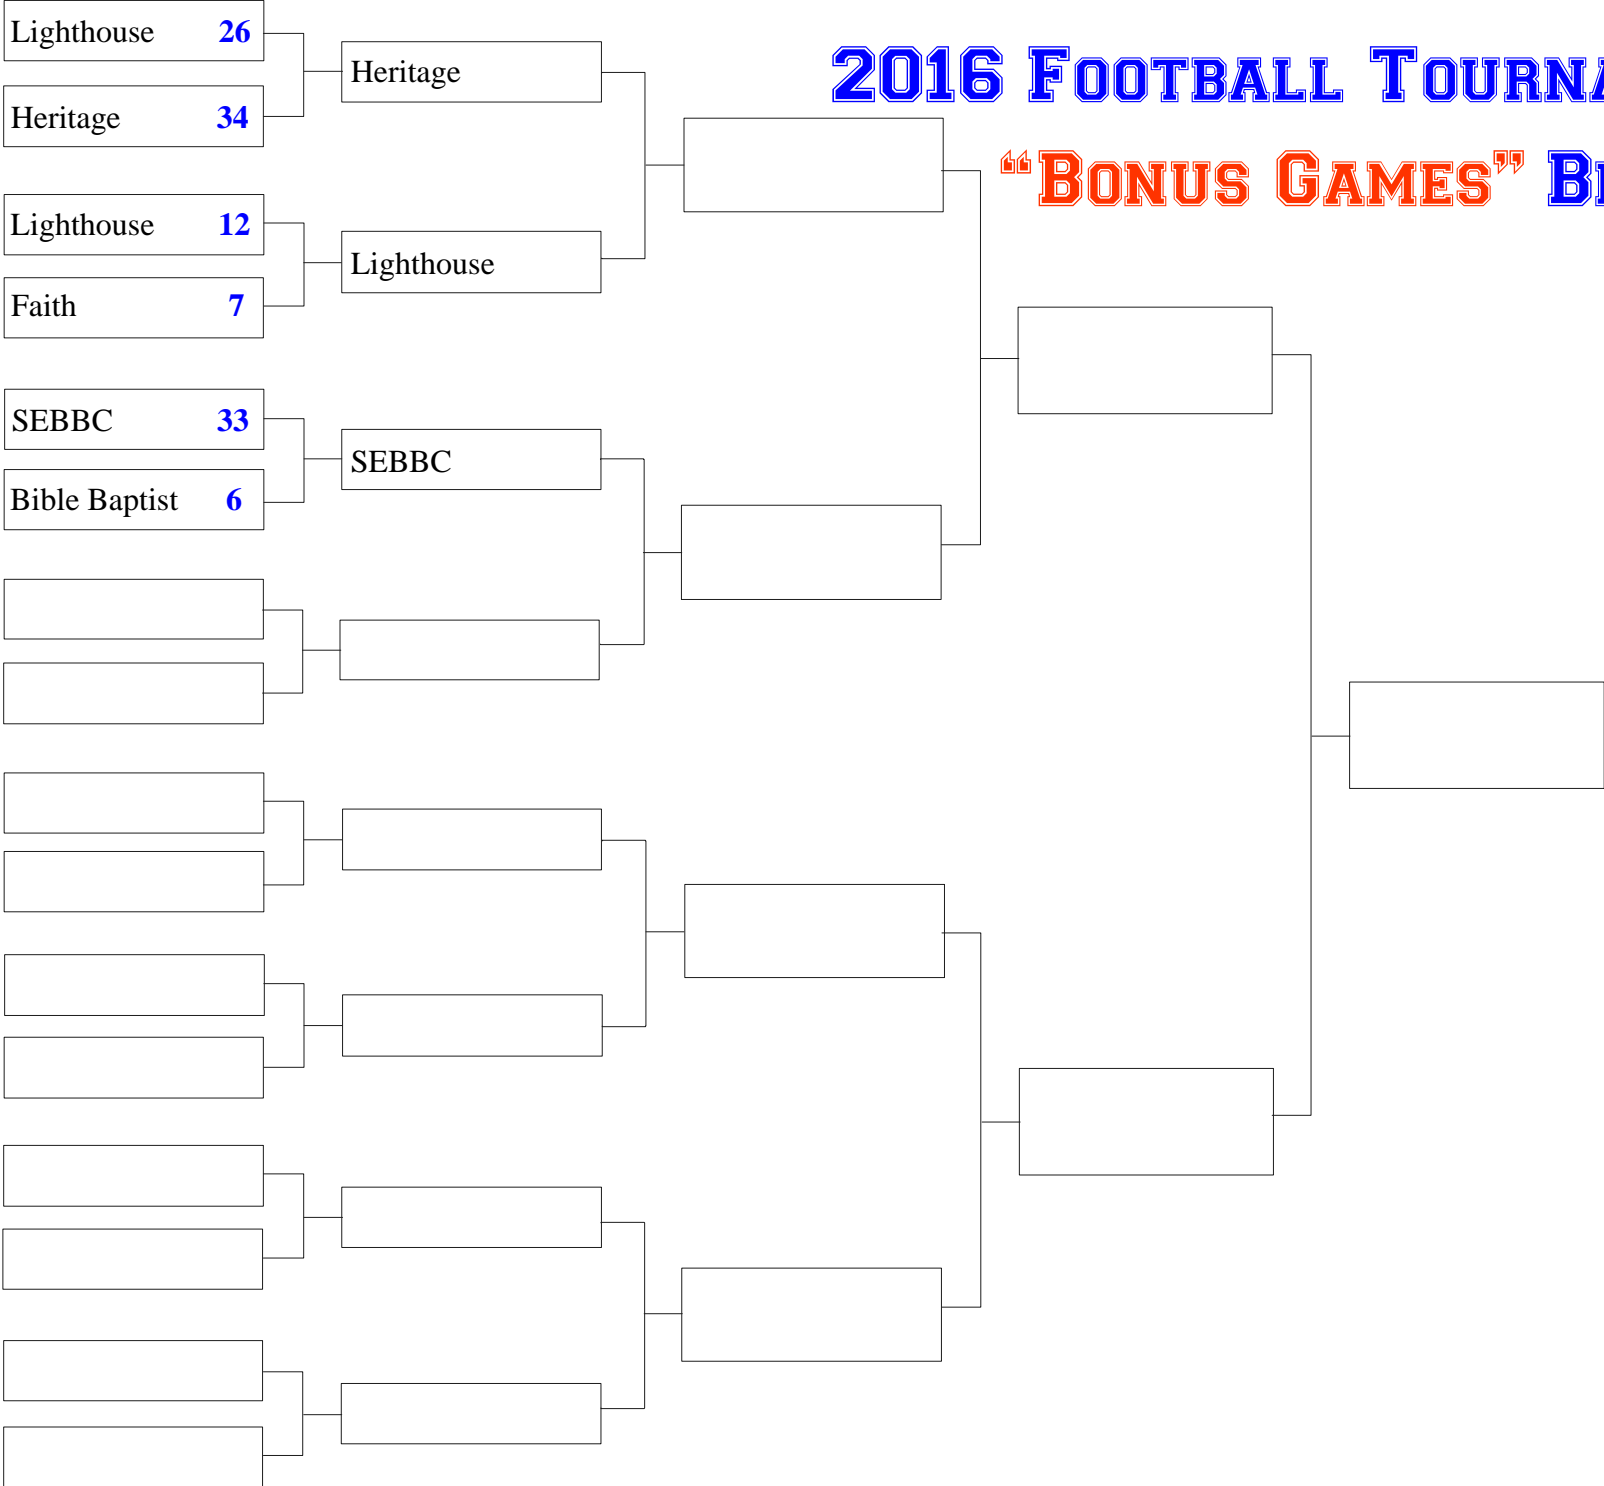 2016 Football Tourna
“Bonus Games” B
Lighthouse 26
Heritage
Heritage 34
Lighthouse 12
Lighthouse
Faith 7
SEBBC 33
SEBBC
Bible Baptist 6